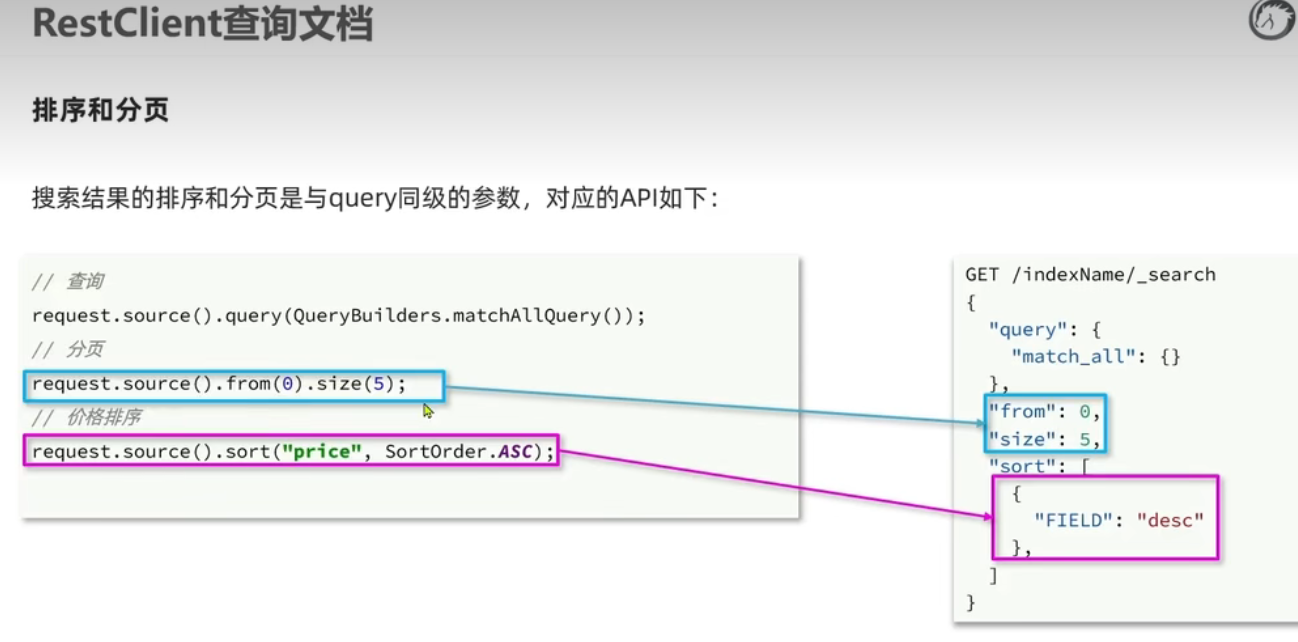 RestClient查询文档
排序和分页
搜索结果的排序和分页是与query同级的参数，对应的API如下：
// 查询
request.source().query(QueryBuilders.matchAllQuery());
// 分页
request.source().from(0).size(5);
// 价格排序
request.source().sort("price", SortOrder.ASC);
GET /indexName/_search
{
"query": {
"match_all": {}
},
"from": 0,
"size": 5,
"sort": [
{
"FIELD": "desc"
},
]
}